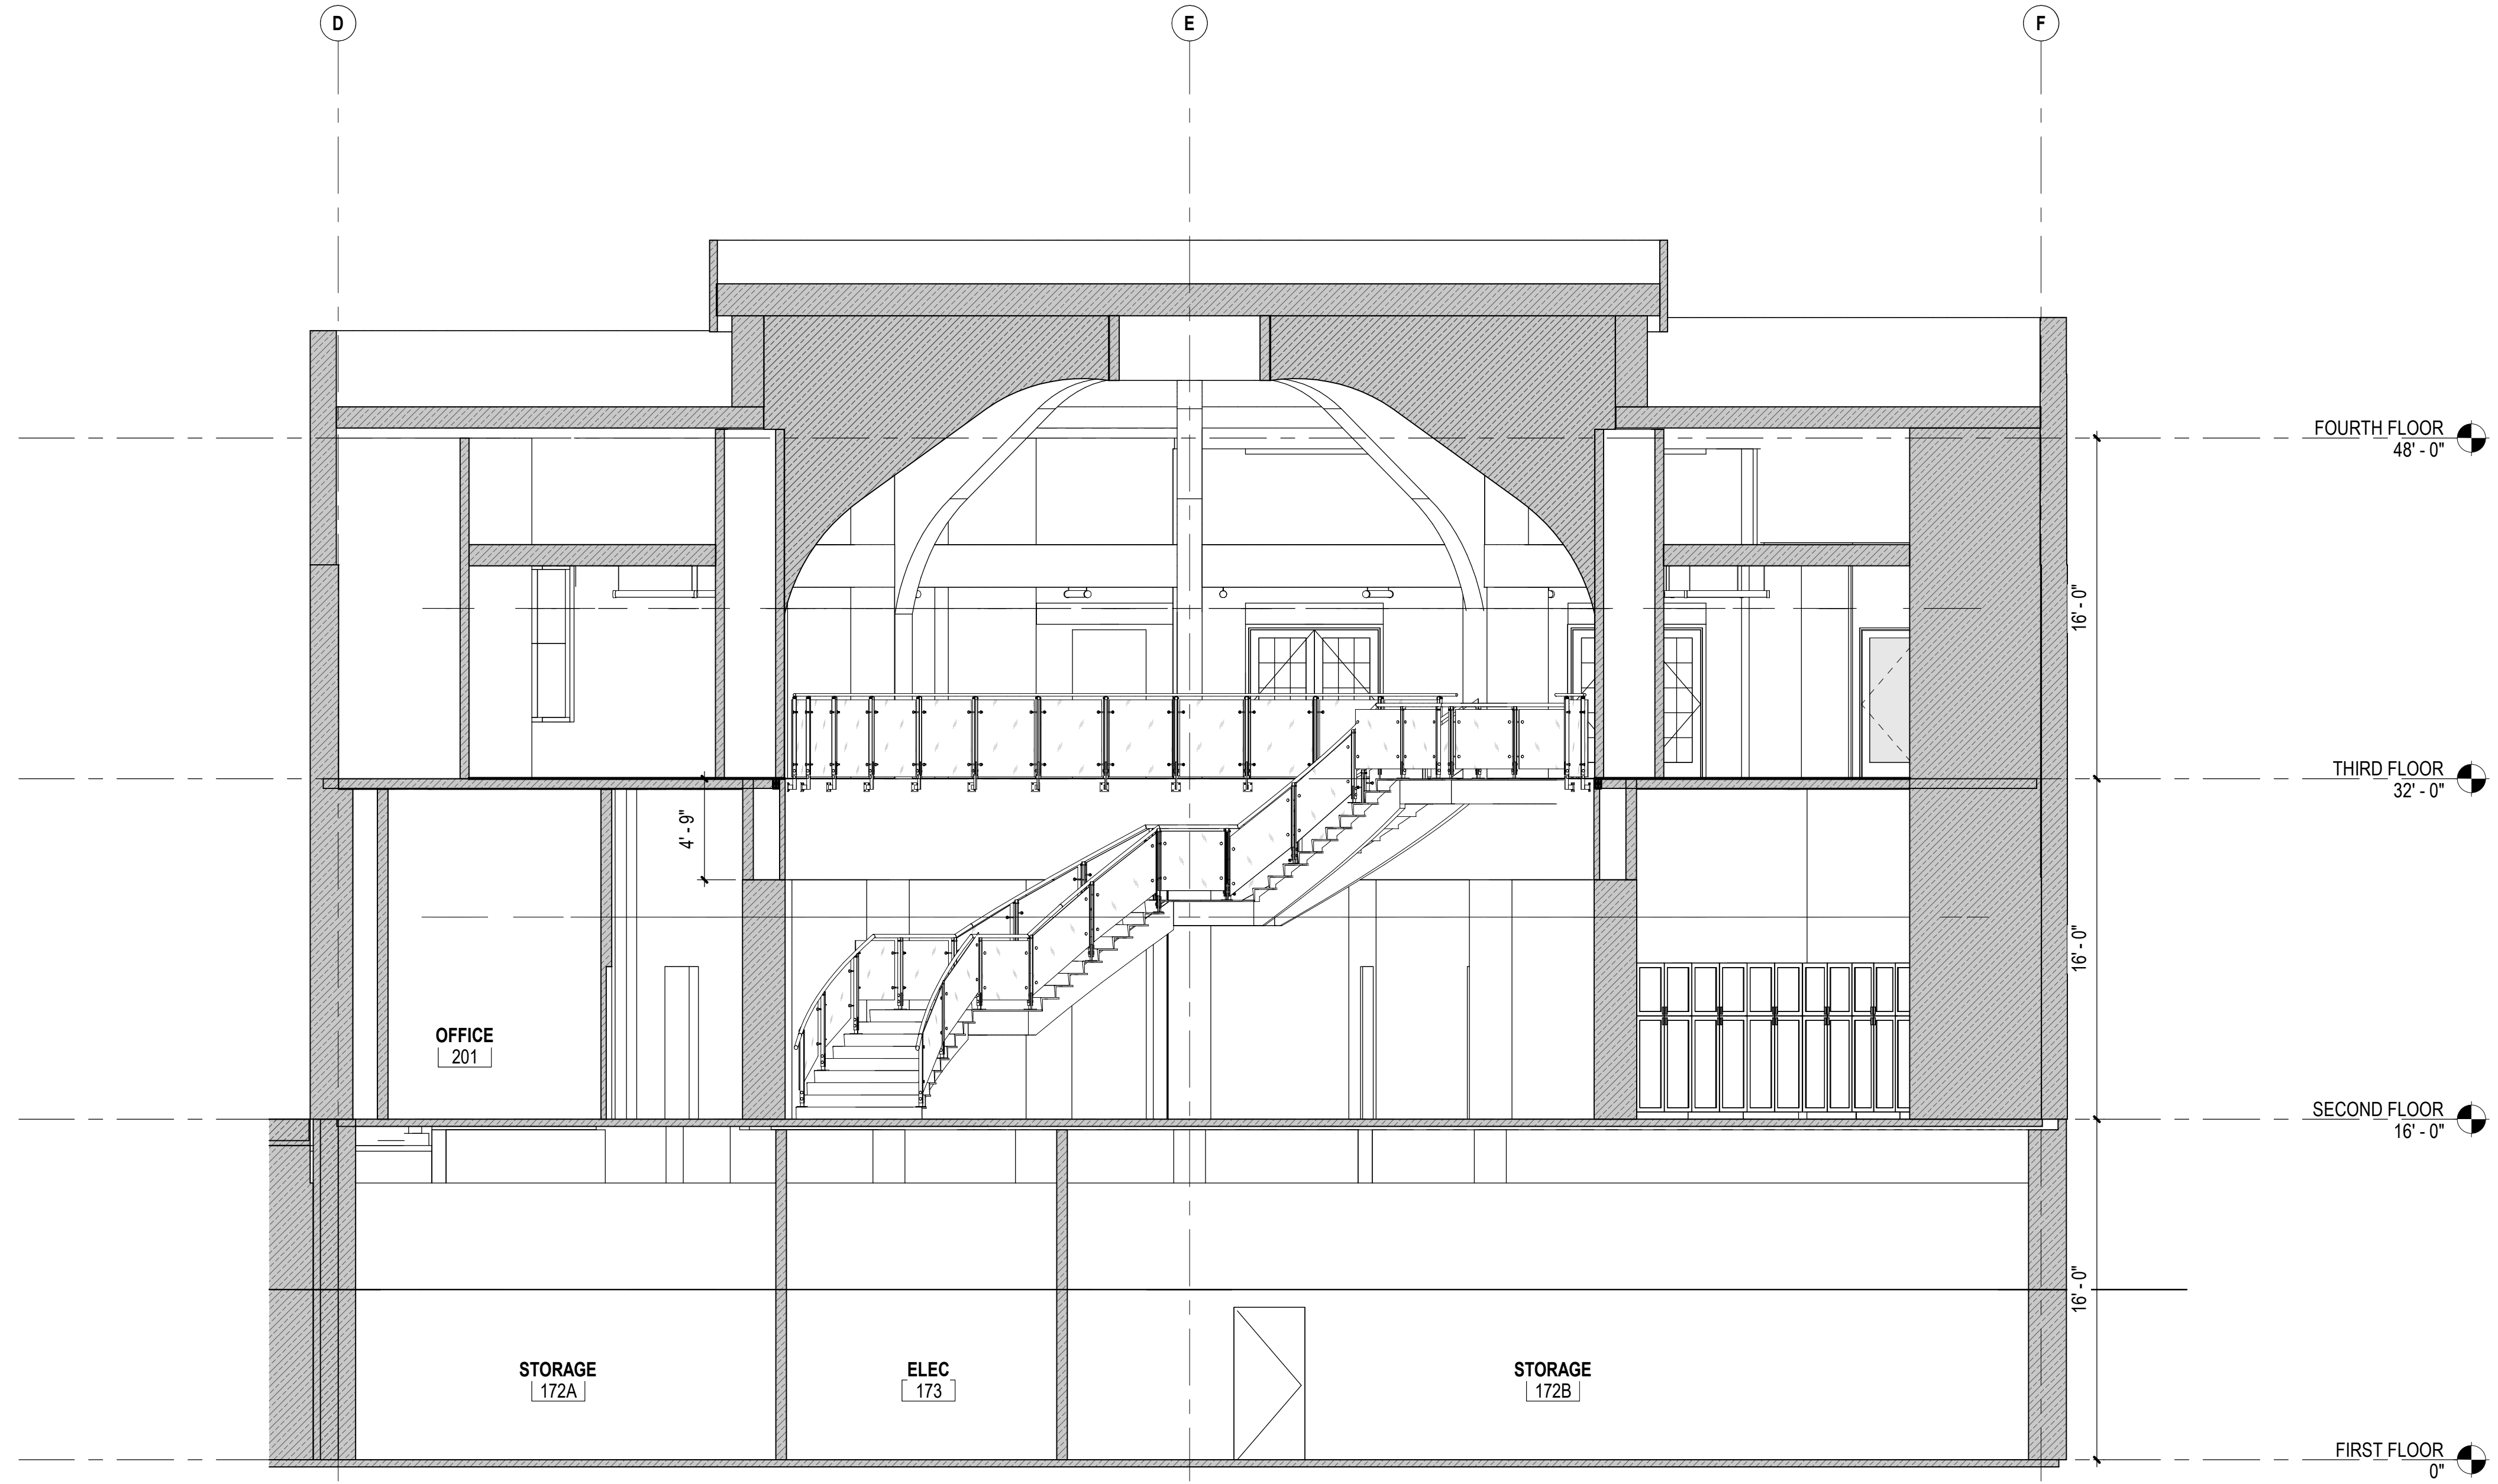 D
E
F
FOURTH FLOOR
48' - 0"
16' - 0"
THIRD FLOOR
32' - 0"
4' - 9"
16' - 0"
OFFICE
201
SECOND FLOOR
16' - 0"
16' - 0"
STORAGE
172A
ELEC
173
STORAGE
172B
FIRST FLOOR
0"